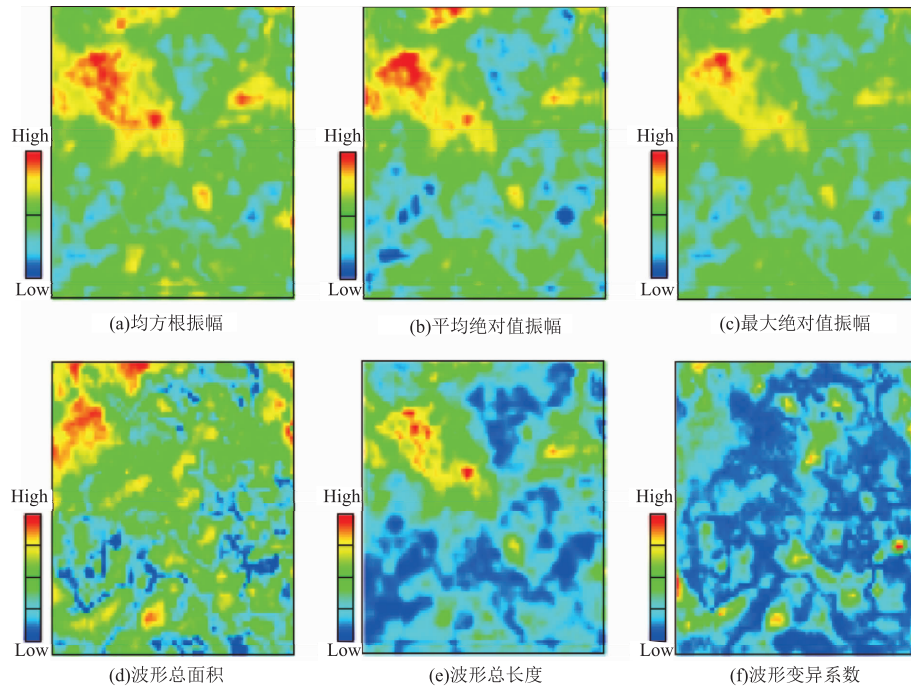 High
Low
High
Low
High
Low
(a)均方根振幅
(b)平均绝对值振幅
(c)最大绝对值振幅
High
Low
High
Low
High
Low
(d)波形总面积
(e)波形总长度
(f)波形变异系数